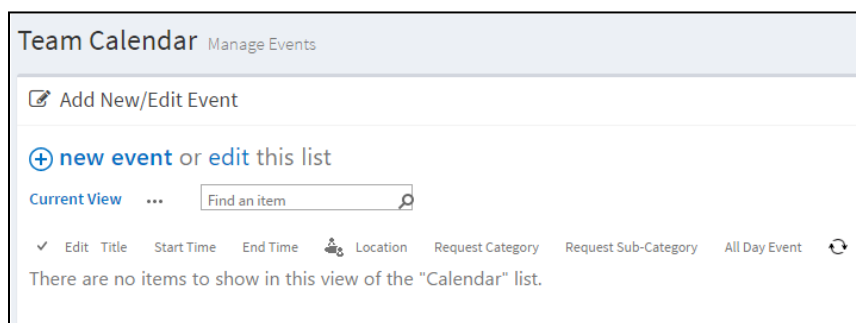 Team Calendar Manage Events
Add New/Edit Event
new event or edit this list
Current View ... Find an item
Edit Title Start Time End Time Location Request Category Request Sub-Category All Day Event
There are no items to show in this view of the "Calendar" list.